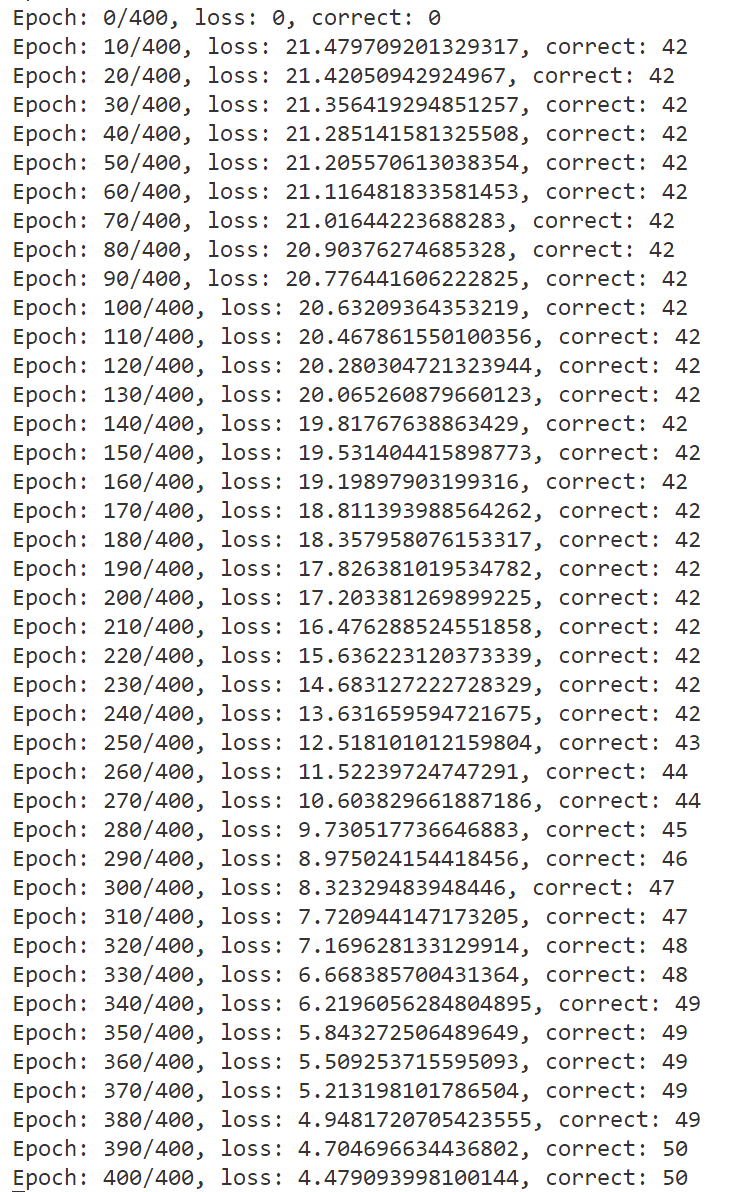 Epoch: 0/400, loss: 0, correct: 0
Epoch: 10/400, loss: 21.479709201329317, correct: 42
Epoch: 20/400, loss: 21.42050942924967, correct: 42
Epoch: 30/400, loss: 21.356419294851257, correct: 42
Epoch: 40/400, loss: 21.285141581325508, correct: 42
Epoch: 50/400, loss: 21.205570613038354, correct: 42
Epoch: 60/400, loss: 21.116481833581453, correct: 42
Epoch: 70/400, loss: 21.01644223688283, correct: 42
Epoch: 80/400, loss: 20.90376274685328, correct: 42
Epoch: 90/400, loss: 20.776441606222825, correct: 42
Epoch: 100/400, loss: 20.63209364353219, correct: 42
Epoch: 110/400, loss: 20.467861550100356, correct: 42
Epoch: 120/400, loss: 20.280304721323944, correct: 42
Epoch: 130/400, loss: 20.065260879660123, correct: 42
Epoch: 140/400, loss: 19.81767638863429, correct: 42
Epoch: 150/400, loss: 19.531404415898773, correct: 42
Epoch: 160/400, loss: 19.19897903199316, correct: 42
Epoch: 170/400, loss: 18.811393988564262, correct: 42
Epoch: 180/400, loss: 18.357958076153317, correct: 42
Epoch: 190/400, loss: 17.826381019534782, correct: 42
Epoch: 200/400, loss: 17.203381269899225, correct: 42
Epoch: 210/400, loss: 16.476288524551858, correct: 42
Epoch: 220/400, loss: 15.636223120373339, correct: 42
Epoch: 230/400, loss: 14.683127222728329, correct: 42
Epoch: 240/400, loss: 13.631659594721675, correct: 42
Epoch: 250/400, loss: 12.518101012159804, correct: 43
Epoch: 260/400, loss: 11.52239724747291, correct: 44
Epoch: 270/400, loss: 10.603829661887186, correct: 44
Epoch: 280/400, loss: 9.730517736646883, correct: 45
Epoch: 290/400, loss: 8.975024154418456, correct: 46
Epoch: 300/400, loss: 8.32329483948446, correct: 47
Epoch: 310/400, loss: 7.720944147173205, correct: 47
Epoch: 320/400, loss: 7.169628133129914, correct: 48
Epoch: 330/400, loss: 6.668385700431364, correct: 48
Epoch: 340/400, loss: 6.2196056284804895, correct: 49
Epoch: 350/400, loss: 5.843272506489649, correct: 49
Epoch: 360/400, loss: 5.509253715595093, correct: 49
Epoch: 370/400, loss: 5.213198101786504, correct: 49
Epoch: 380/400, loss: 4.9481720705423555, correct: 49
Epoch: 390/400, loss: 4.704696634436802, correct: 50
Epoch: 400/400, loss: 4.479093998100144, correct: 50